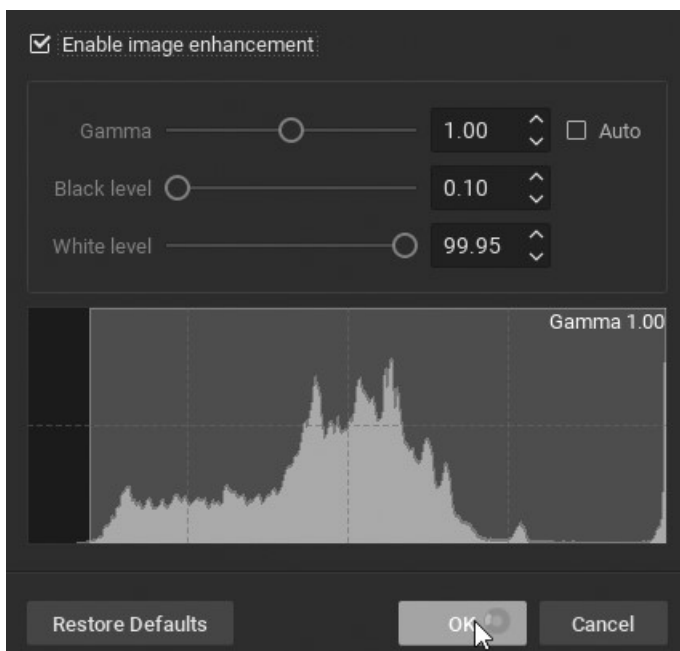 Enable image enhancement
Gamma 1.00 Auto
Black level 0.10
White level 99.95
Gamma 1.00
Restore Defaults OK Cancel